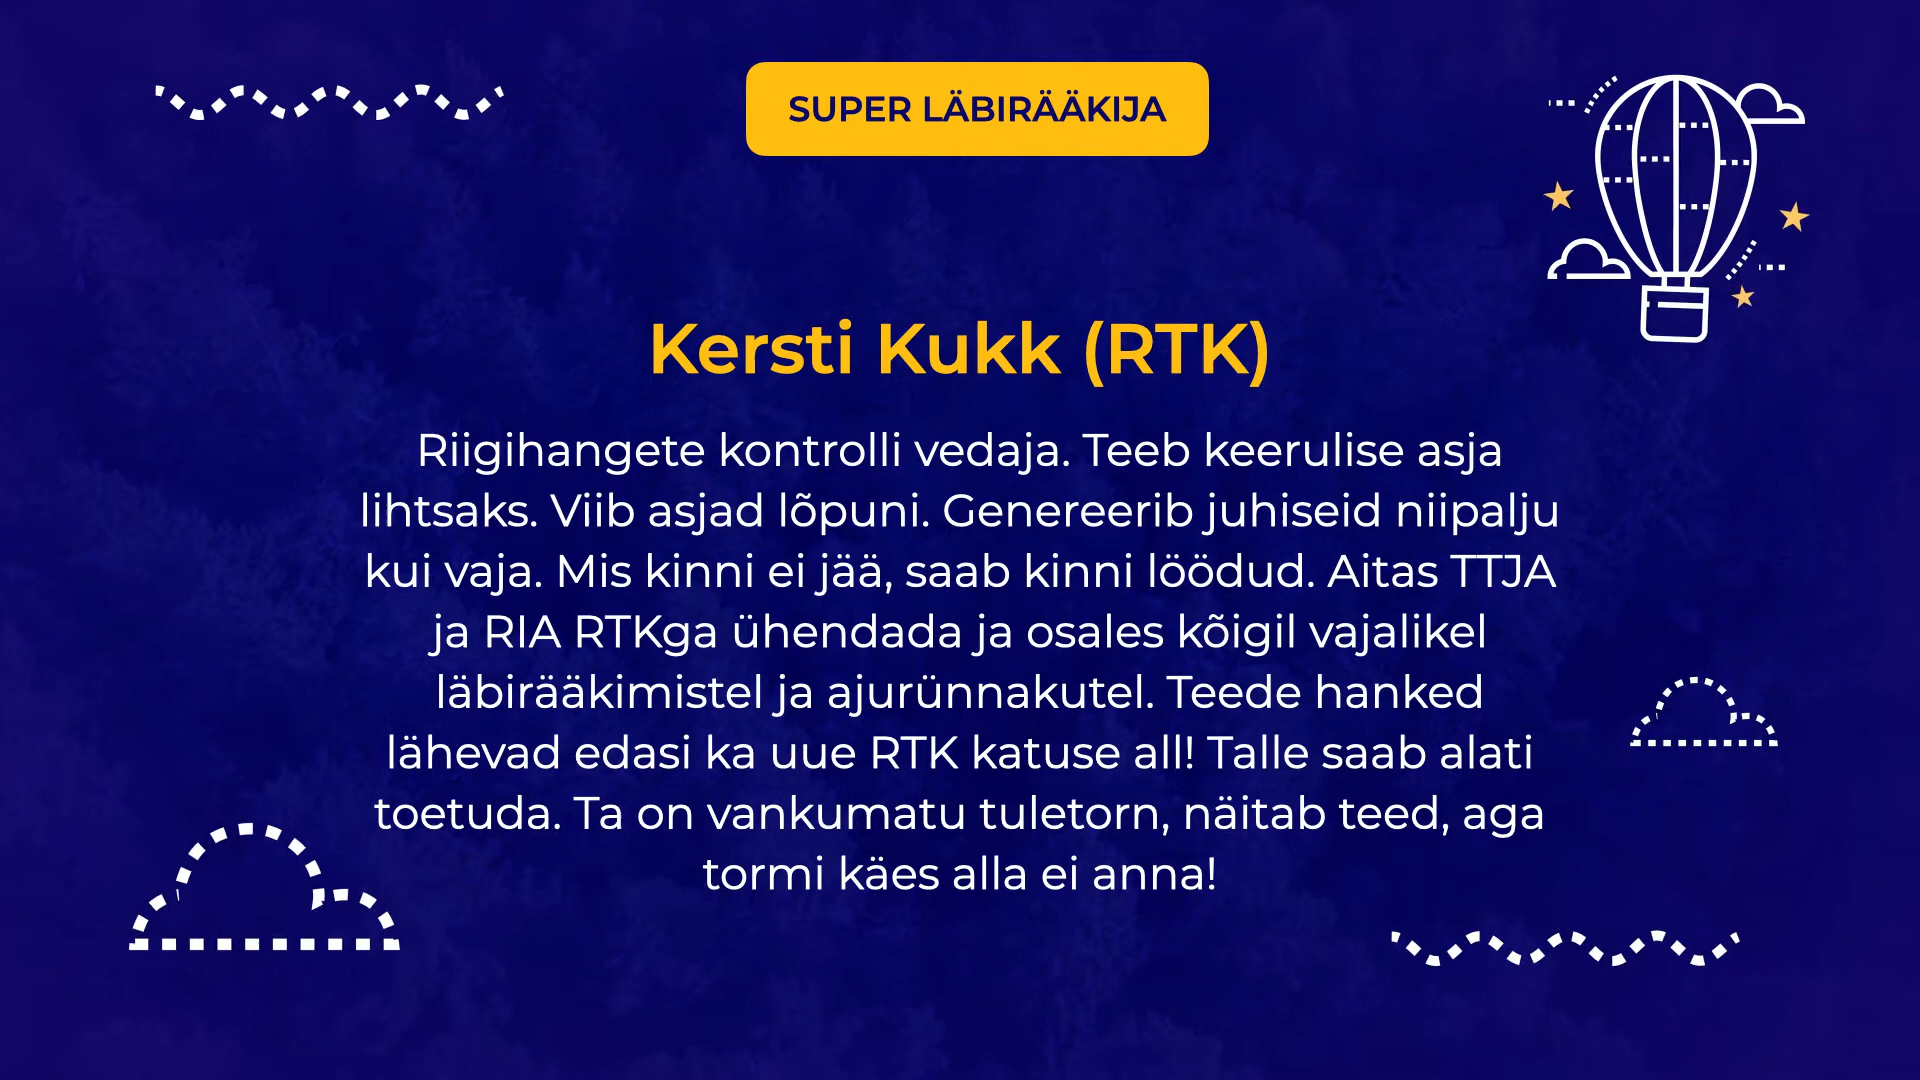 SUPER LÄBIRÄÄKIJA
Kersti Kukk (RTK)
Riigihangete kontrolli vedaja. Teeb keerulise asja
lihtsaks. Viib asjad lõpuni. Genereerib juhiseid niipalju
kui vaja. Mis kinni ei jää, saab kinni löödud. Aitas TTJA
ja RIA RTKga ühendada ja osales kõigil vajalikel
läbirääkimistel ja ajurünnakutel. Teede hanked
lähevad edasi ka uue RTK katuse all! Talle saab alati
toetuda. Ta on vankumatu tuletorn, näitab teed, aga
tormi käes alla ei anna!